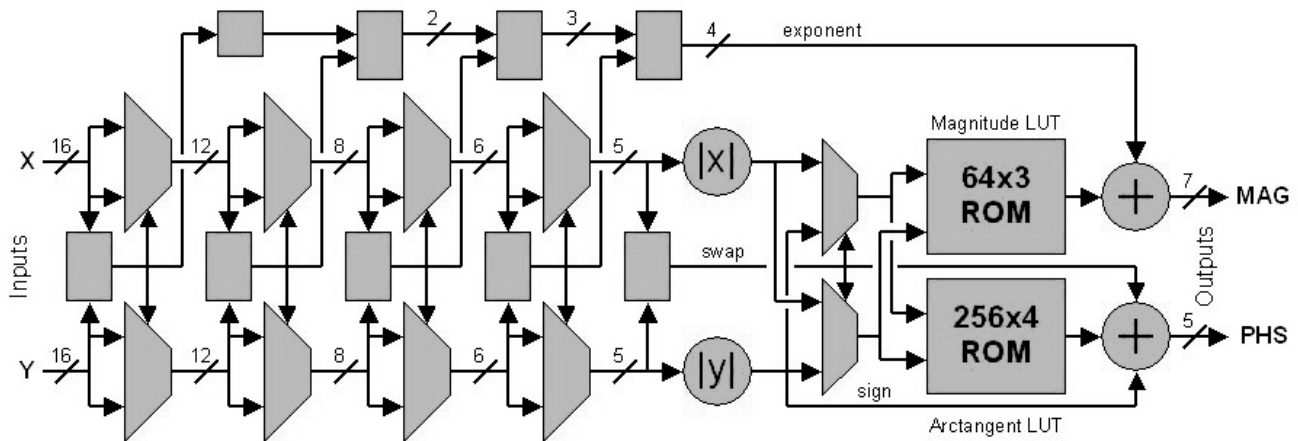 2
3
4
exponent
Inputs
X
16
12
8
6
5
|x|
Magnitude LUT
64x3
ROM
+
7
MAG
swap
Outputs
Y
16
12
8
6
5
|y|
256x4
ROM
+
5
PHS
sign
Arctangent LUT